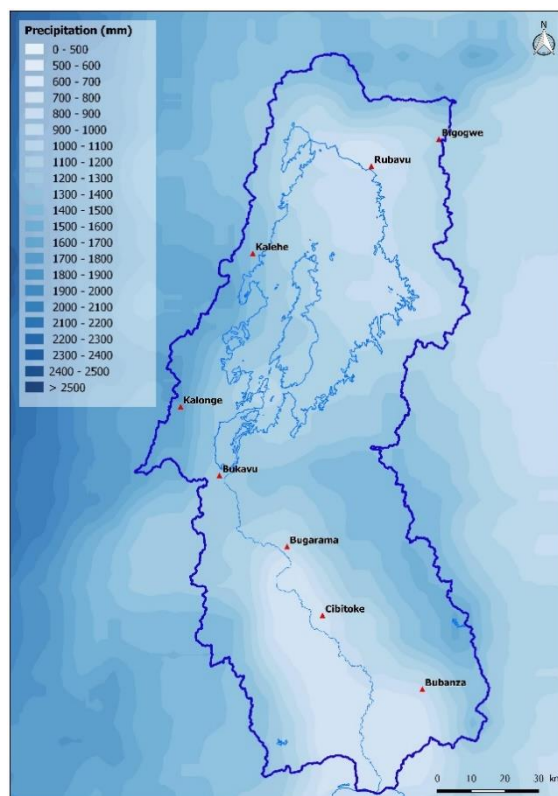 Precipitation (mm)
0 - 500
500 - 600
600 - 700
700 - 800
800 - 900
900 - 1000
1000 - 1100
1100 - 1200
1200 - 1300
1300 - 1400
1400 - 1500
1500 - 1600
1600 - 1700
1700 - 1800
1800 - 1900
1900 - 2000
2000 - 2100
2100 - 2200
2200 - 2300
2300 - 2400
2400 - 2500
> 2500
N
Bigogwe
Rubavu
Kalehe
Kalonge
Bukavu
Bugarama
Cibitoke
Bubanza
0 10 20 30 km